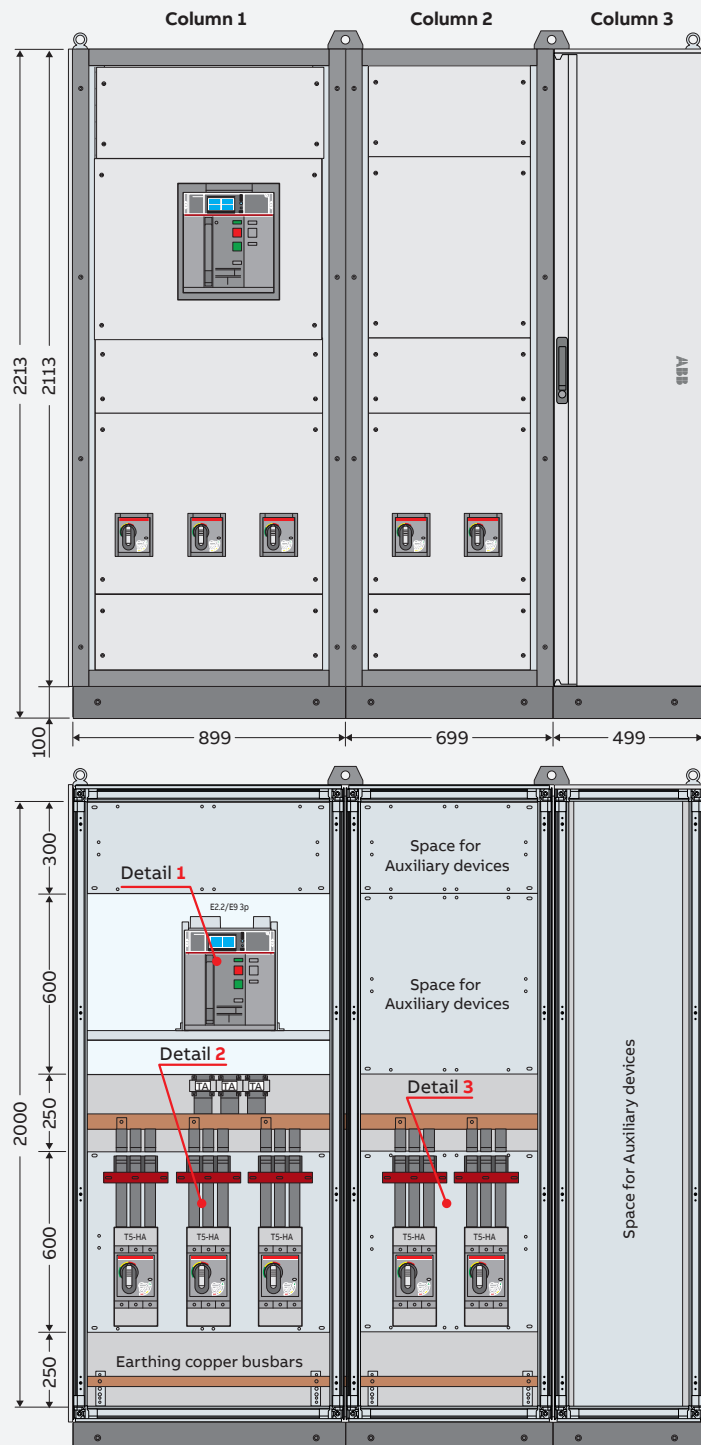 Column 1
Column 2
Column 3
2213
2113
ABB
100
899
699
499
300
Space for
Auxiliary devices
Detail 1
E2.2/E9 3p
600
Space for
Auxiliary devices
2000
Detail 2
Detail 3
250
TA
TA
TA
Space for Auxiliary devices
600
T5-HA
T5-HA
T5-HA
T5-HA
T5-HA
250
Earthing copper busbars